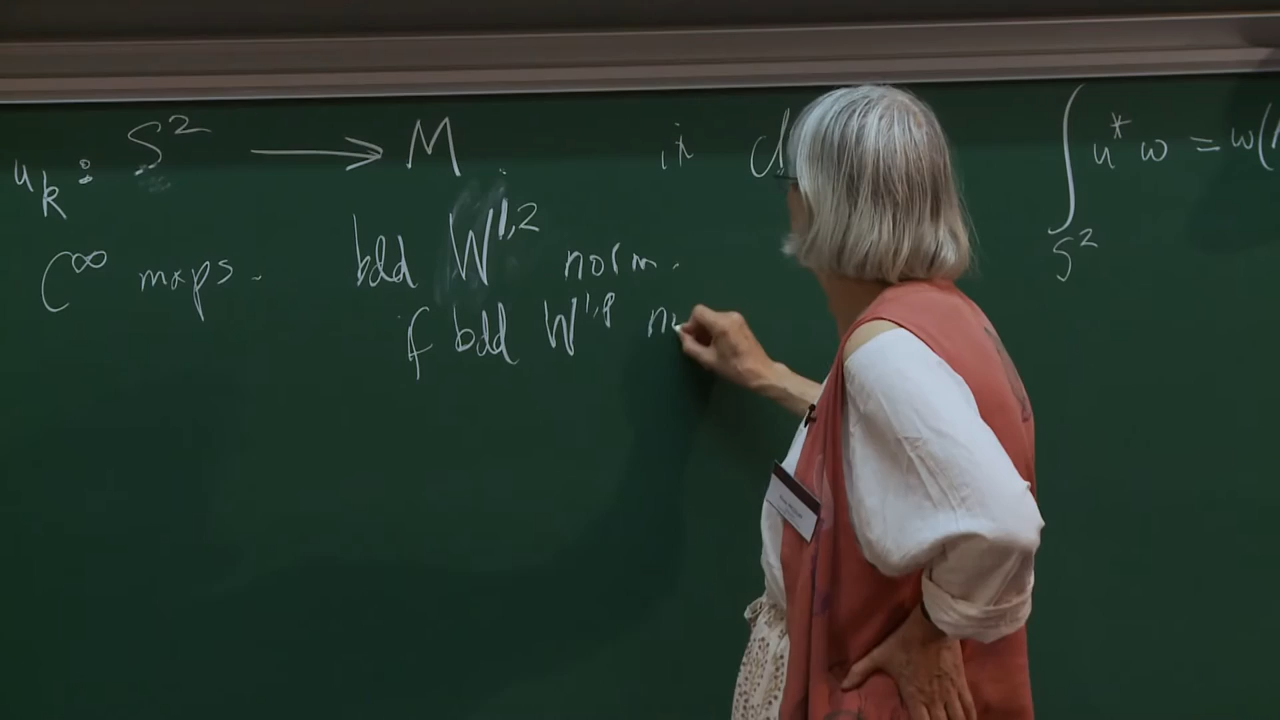 u_k : S² → M
C^∞ maps. bdd W^{1,2} norm.
if bdd W^{1,p}
∫_{S²} u* ω = ω(